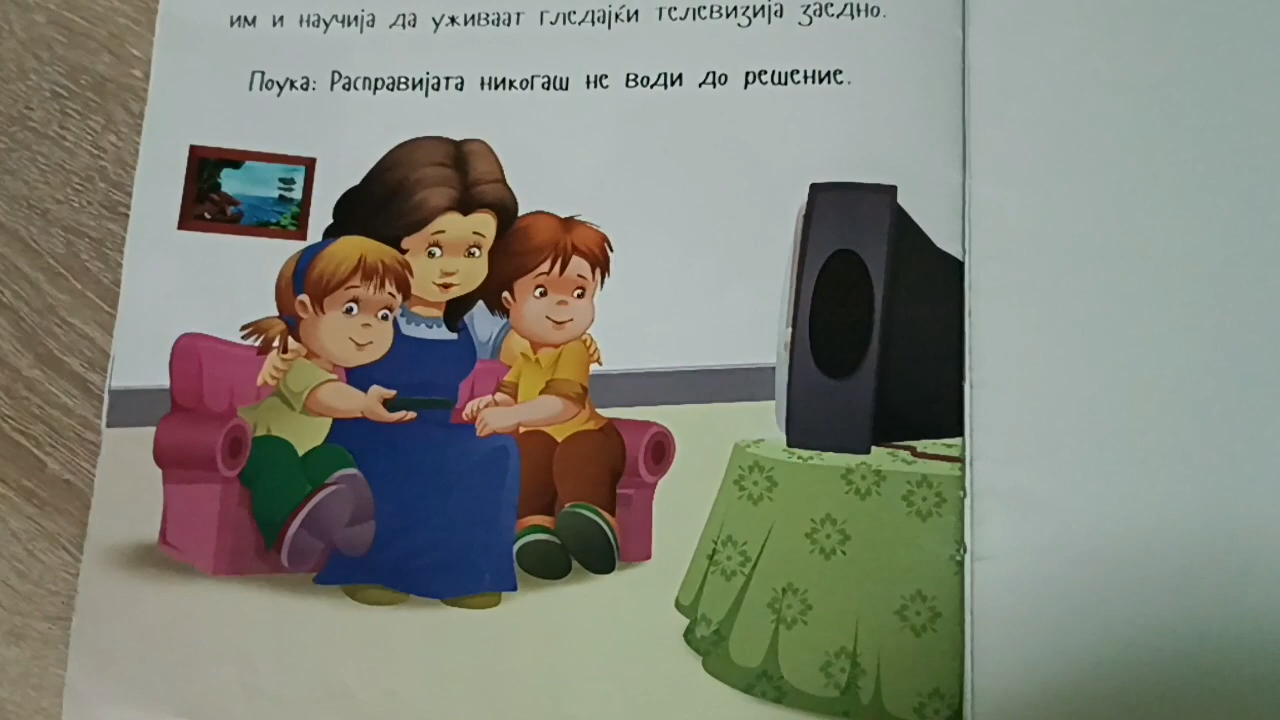 им и научија да уживаат гледајќи телевизија заедно.
Поука: Расправијата никогаш не води до решение.